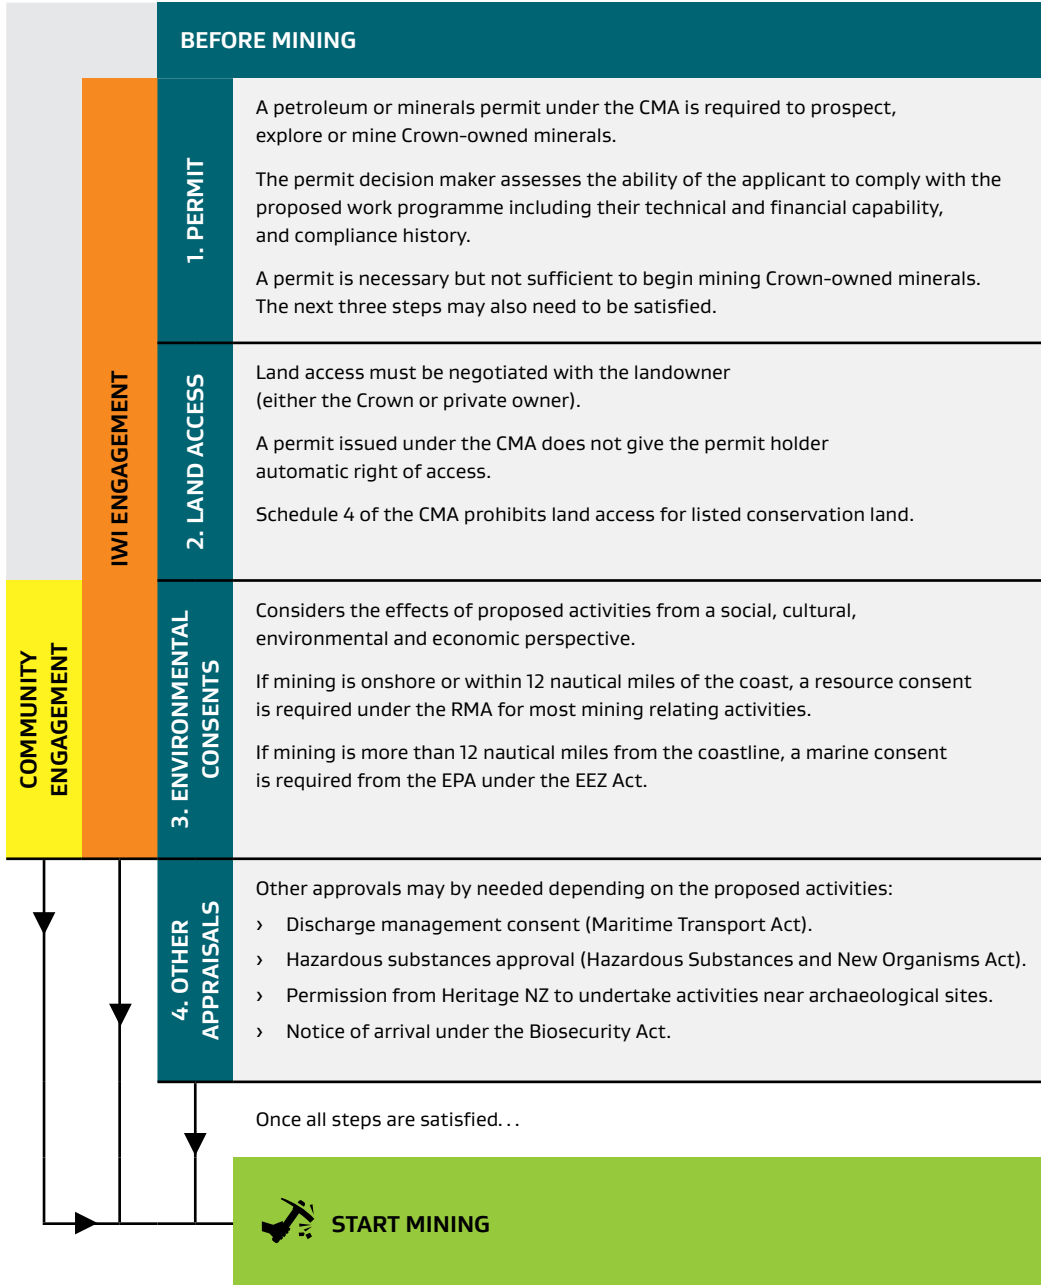 BEFORE MINING
IWI ENGAGEMENT
COMMUNITY
ENGAGEMENT
1. PERMIT
A petroleum or minerals permit under the CMA is required to prospect,
explore or mine Crown-owned minerals.
The permit decision maker assesses the ability of the applicant to comply with the
proposed work programme including their technical and financial capability,
and compliance history.
A permit is necessary but not sufficient to begin mining Crown-owned minerals.
The next three steps may also need to be satisfied.
2. LAND ACCESS
Land access must be negotiated with the landowner
(either the Crown or private owner).
A permit issued under the CMA does not give the permit holder
automatic right of access.
Schedule 4 of the CMA prohibits land access for listed conservation land.
3. ENVIRONMENTAL
CONSENTS
Considers the effects of proposed activities from a social, cultural,
environmental and economic perspective.
If mining is onshore or within 12 nautical miles of the coast, a resource consent
is required under the RMA for most mining relating activities.
If mining is more than 12 nautical miles from the coastline, a marine consent
is required from the EPA under the EEZ Act.
4. OTHER
APPRAISALS
Other approvals may by needed depending on the proposed activities:
› Discharge management consent (Maritime Transport Act).
› Hazardous substances approval (Hazardous Substances and New Organisms Act).
› Permission from Heritage NZ to undertake activities near archaeological sites.
› Notice of arrival under the Biosecurity Act.
Once all steps are satisfied. . .
START MINING